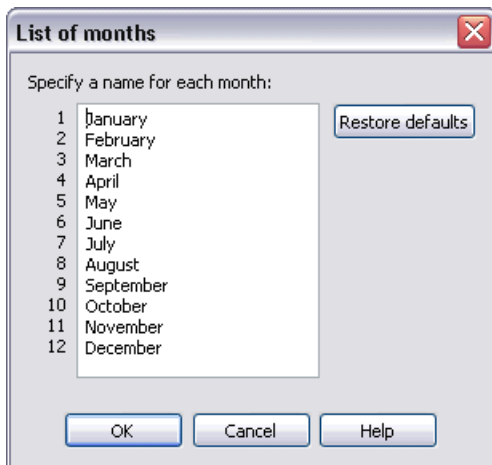 List of months
Specify a name for each month:
1 January
2 February
3 March
4 April
5 May
6 June
7 July
8 August
9 September
10 October
11 November
12 December
Restore defaults
OK Cancel Help